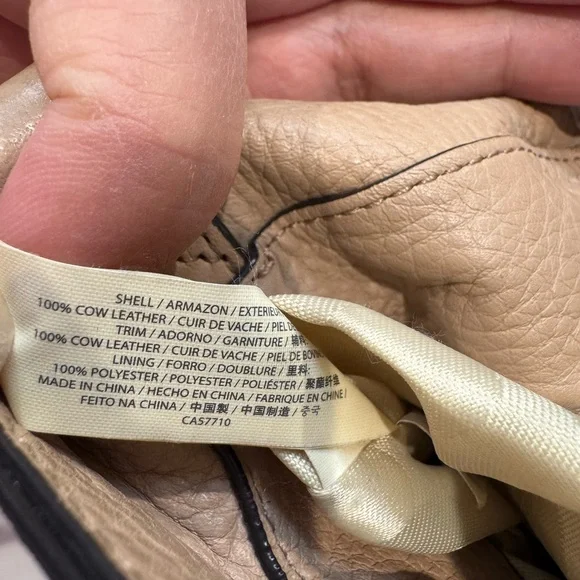 SHELL / ARMAZON /
100% COW LEATHER / CUIR DE VACHE / PIEL DE
TRIM / ADORNO / GARNITURE /
100% COW LEATHER / CUIR DE VACHE / PIEL DE
LINING / FORRO / DOUBLURE / 里料:
100% POLYESTER / POLYESTER / POLIÉSTER / 聚酯纤维
MADE IN CHINA / HECHO EN CHINA / FABRIQUE EN CHINE /
FEITO NA CHINA / 中国製 / 中国制造 / 중국
CA57710